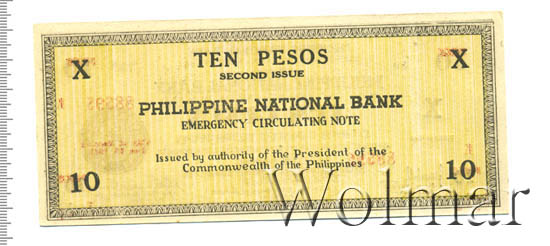 X TEN PESOS X
SECOND ISSUE
PHILIPPINE NATIONAL BANK
EMERGENCY CIRCULATING NOTE
Issued by authority of the President of the
Commonwealth of the Philippines
10 10
Wolmar